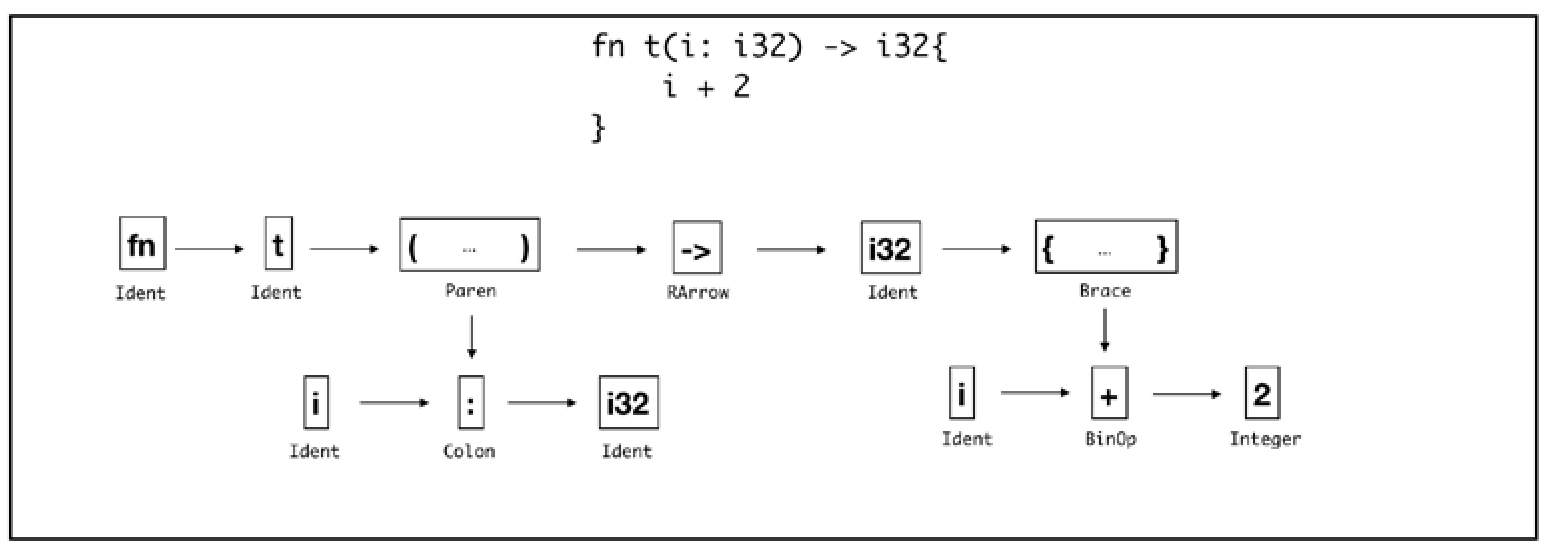 fn t(i: i32) -> i32{
i + 2
}
fn t ( ... ) -> i32 { ... }
Ident Ident Paren RArrow Ident Brace
i : i32 i + 2
Ident Colon Ident Ident BinOp Integer